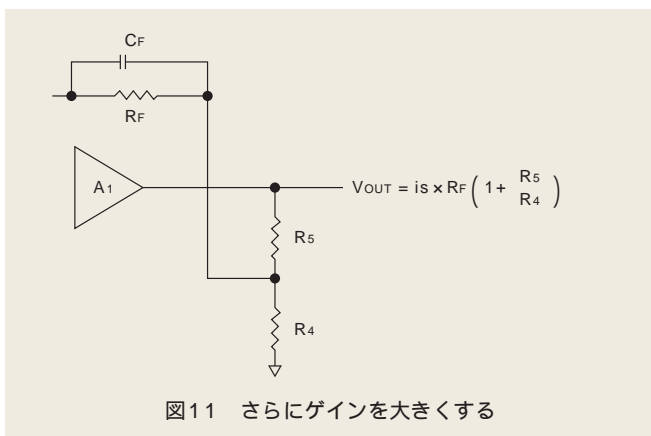 CF
RF
A1
VOUT = is×RF(1+ R5/R4)
R5
R4
図11 さらにゲインを大きくする